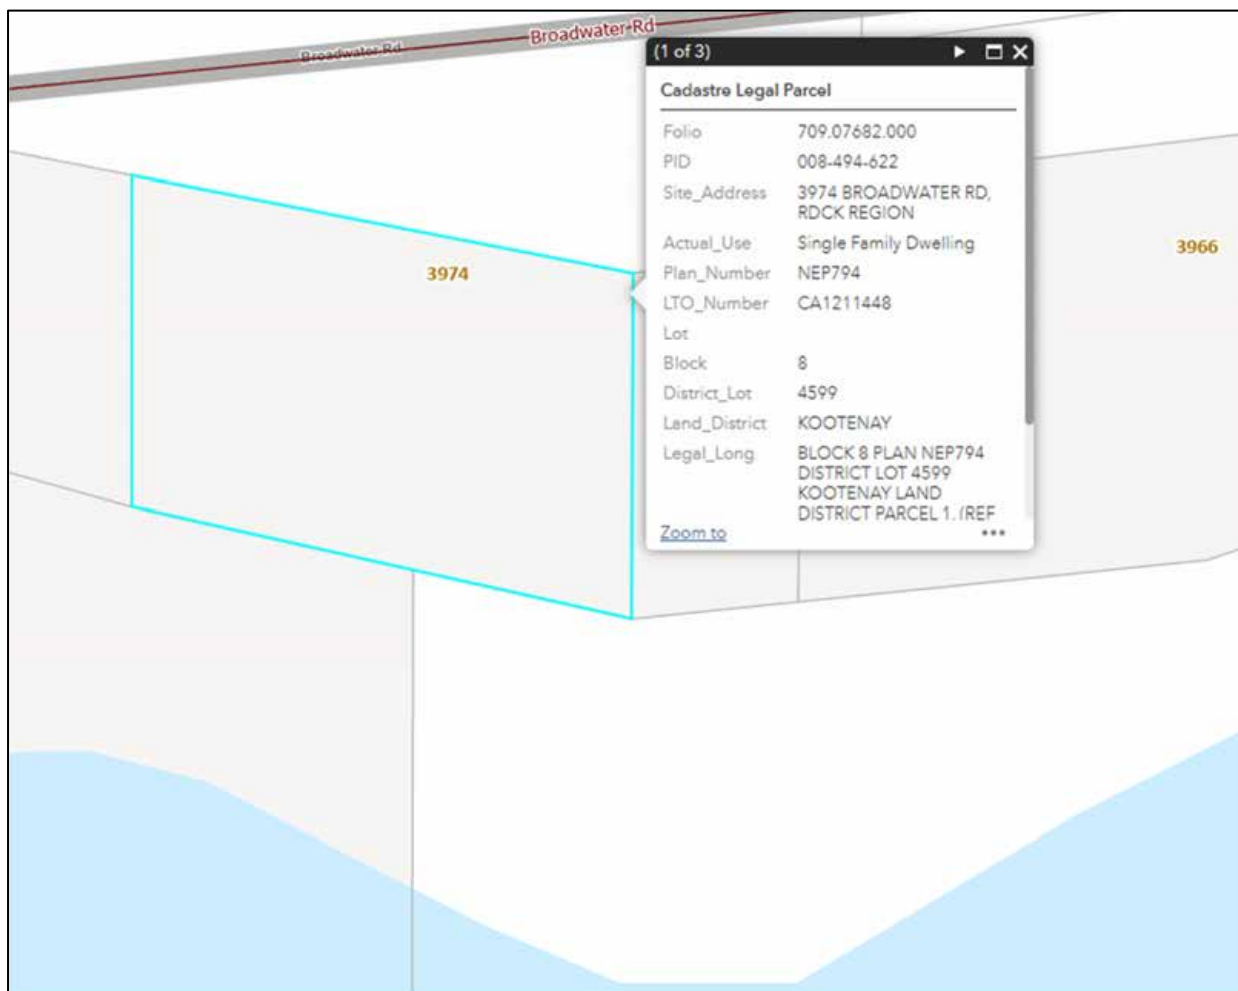 Broadwater Rd
Broadwater Rd
(1 of 3)
Cadastre Legal Parcel
Folio 709.07682.000
PID 008-494-622
Site_Address 3974 BROADWATER RD,
RDCK REGION
Actual_Use Single Family Dwelling
Plan_Number NEP794
LTO_Number CA1211448
Lot
Block 8
District_Lot 4599
Land_District KOOTENAY
Legal_Long BLOCK 8 PLAN NEP794
DISTRICT LOT 4599
KOOTENAY LAND
DISTRICT PARCEL 1, (REF
Zoom to
3974
3966